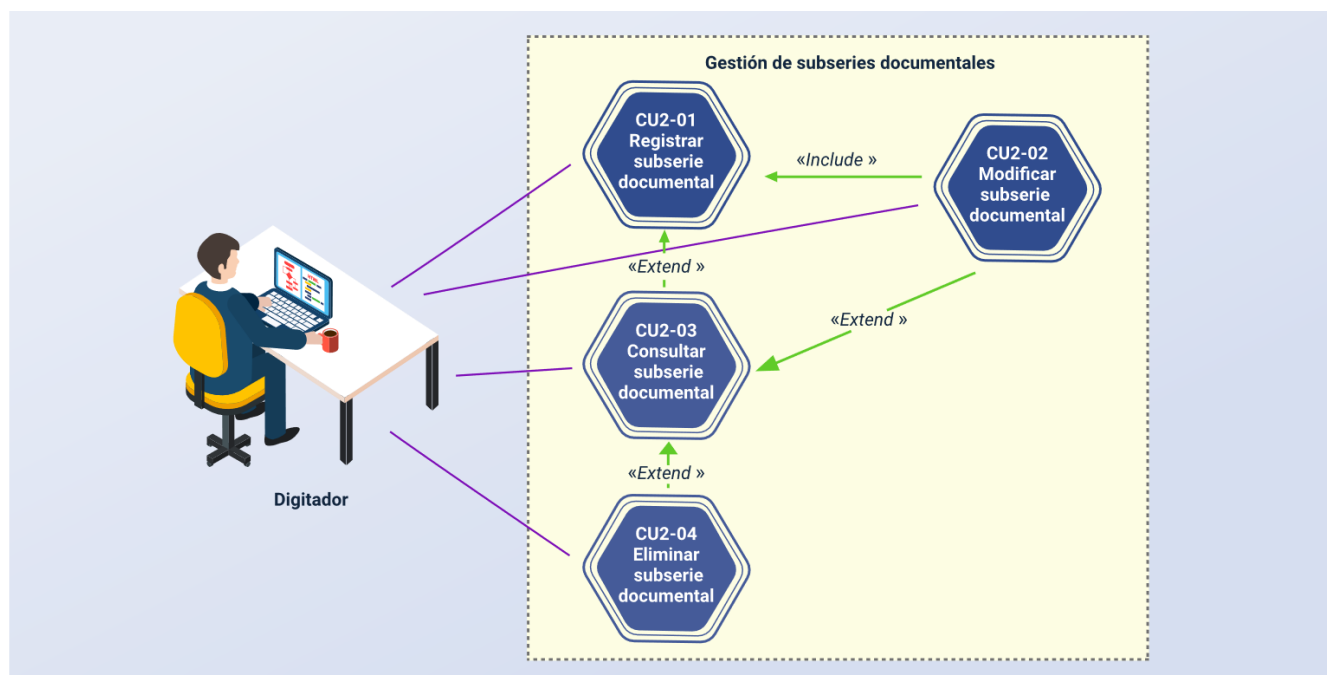 Gestión de subseries documentales
CU2-01
Registrar
subserie
documental
«Include »
CU2-02
Modificar
subserie
documental
«Extend »
CU2-03
Consultar
subserie
documental
«Extend »
«Extend »
CU2-04
Eliminar
subserie
documental
Digitador